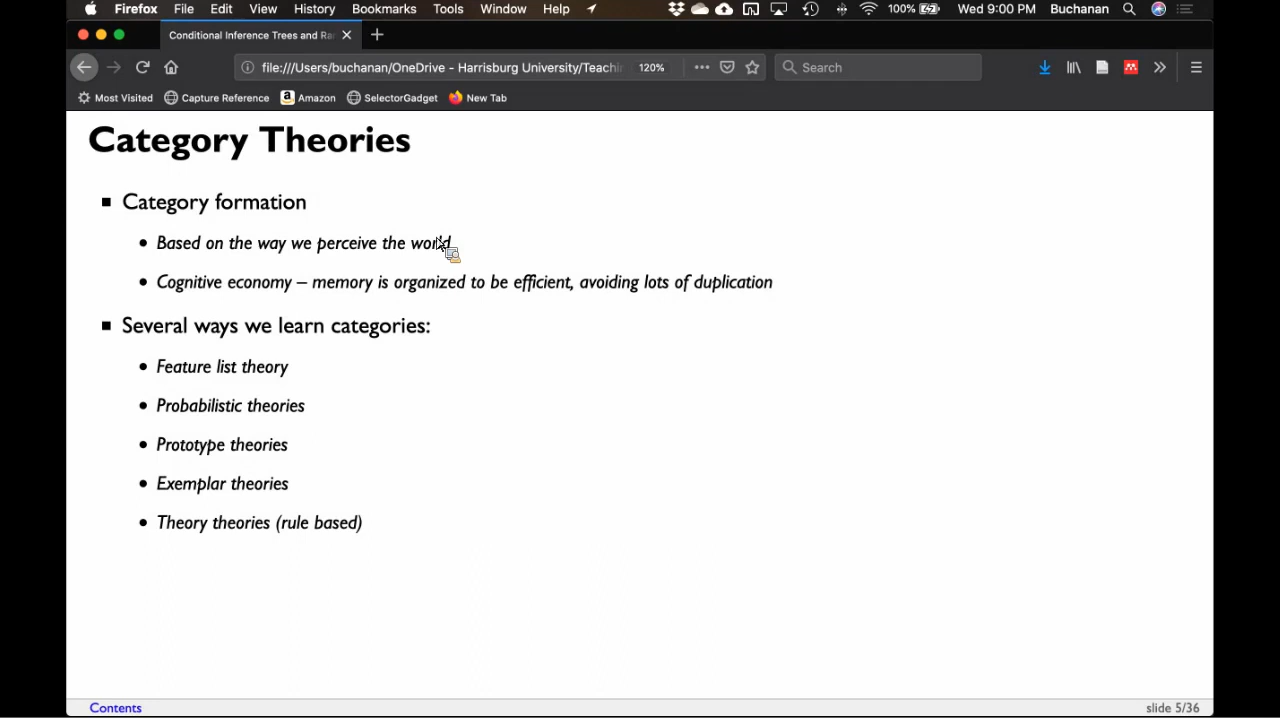 Firefox File Edit View History Bookmarks Tools Window Help 100% Wed 9:00 PM Buchanan
Conditional Inference Trees and Ra
file:///Users/buchanan/OneDrive - Harrisburg University/Teachi 120% Search
Most Visited Capture Reference Amazon SelectorGadget New Tab
Category Theories
Category formation
Based on the way we perceive the world
Cognitive economy – memory is organized to be efficient, avoiding lots of duplication
Several ways we learn categories:
Feature list theory
Probabilistic theories
Prototype theories
Exemplar theories
Theory theories (rule based)
Contents slide 5/36